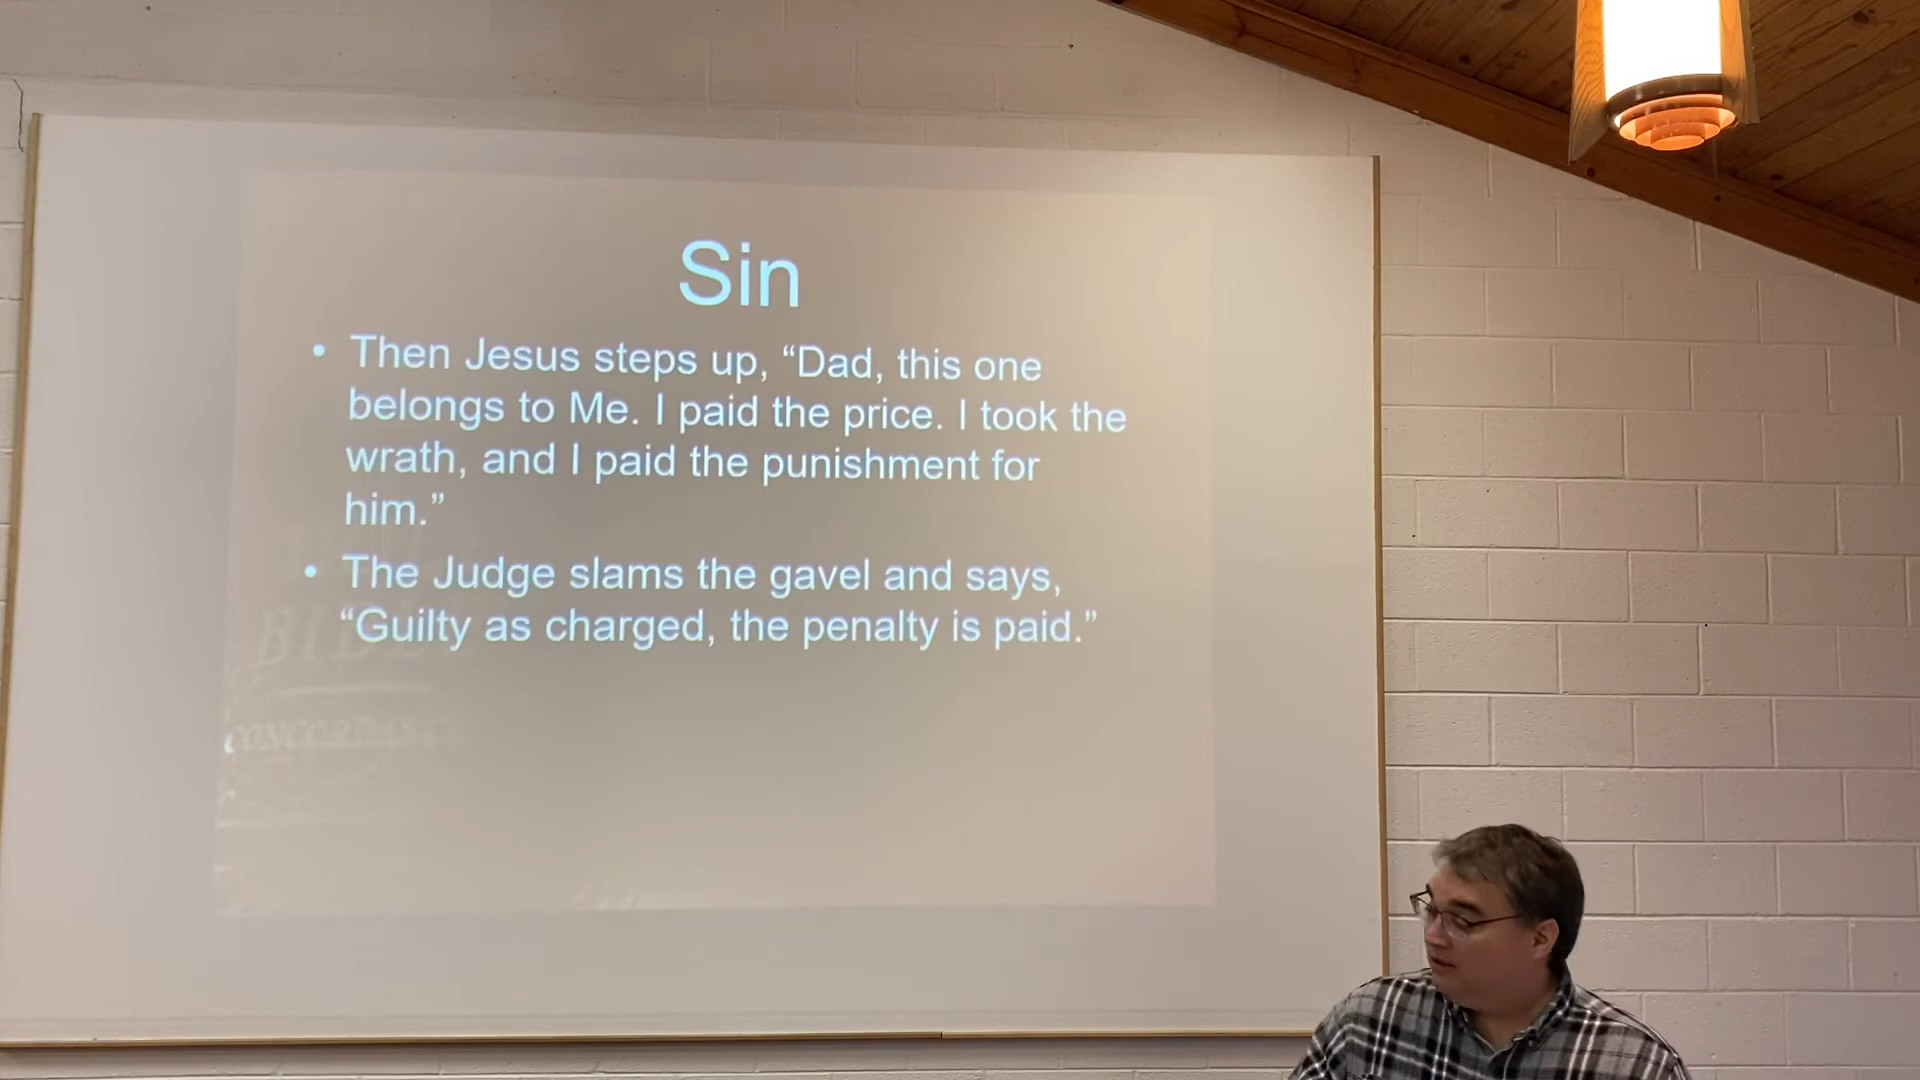 Sin
• Then Jesus steps up, “Dad, this one
belongs to Me. I paid the price. I took the
wrath, and I paid the punishment for
him.”
• The Judge slams the gavel and says,
“Guilty as charged, the penalty is paid.”